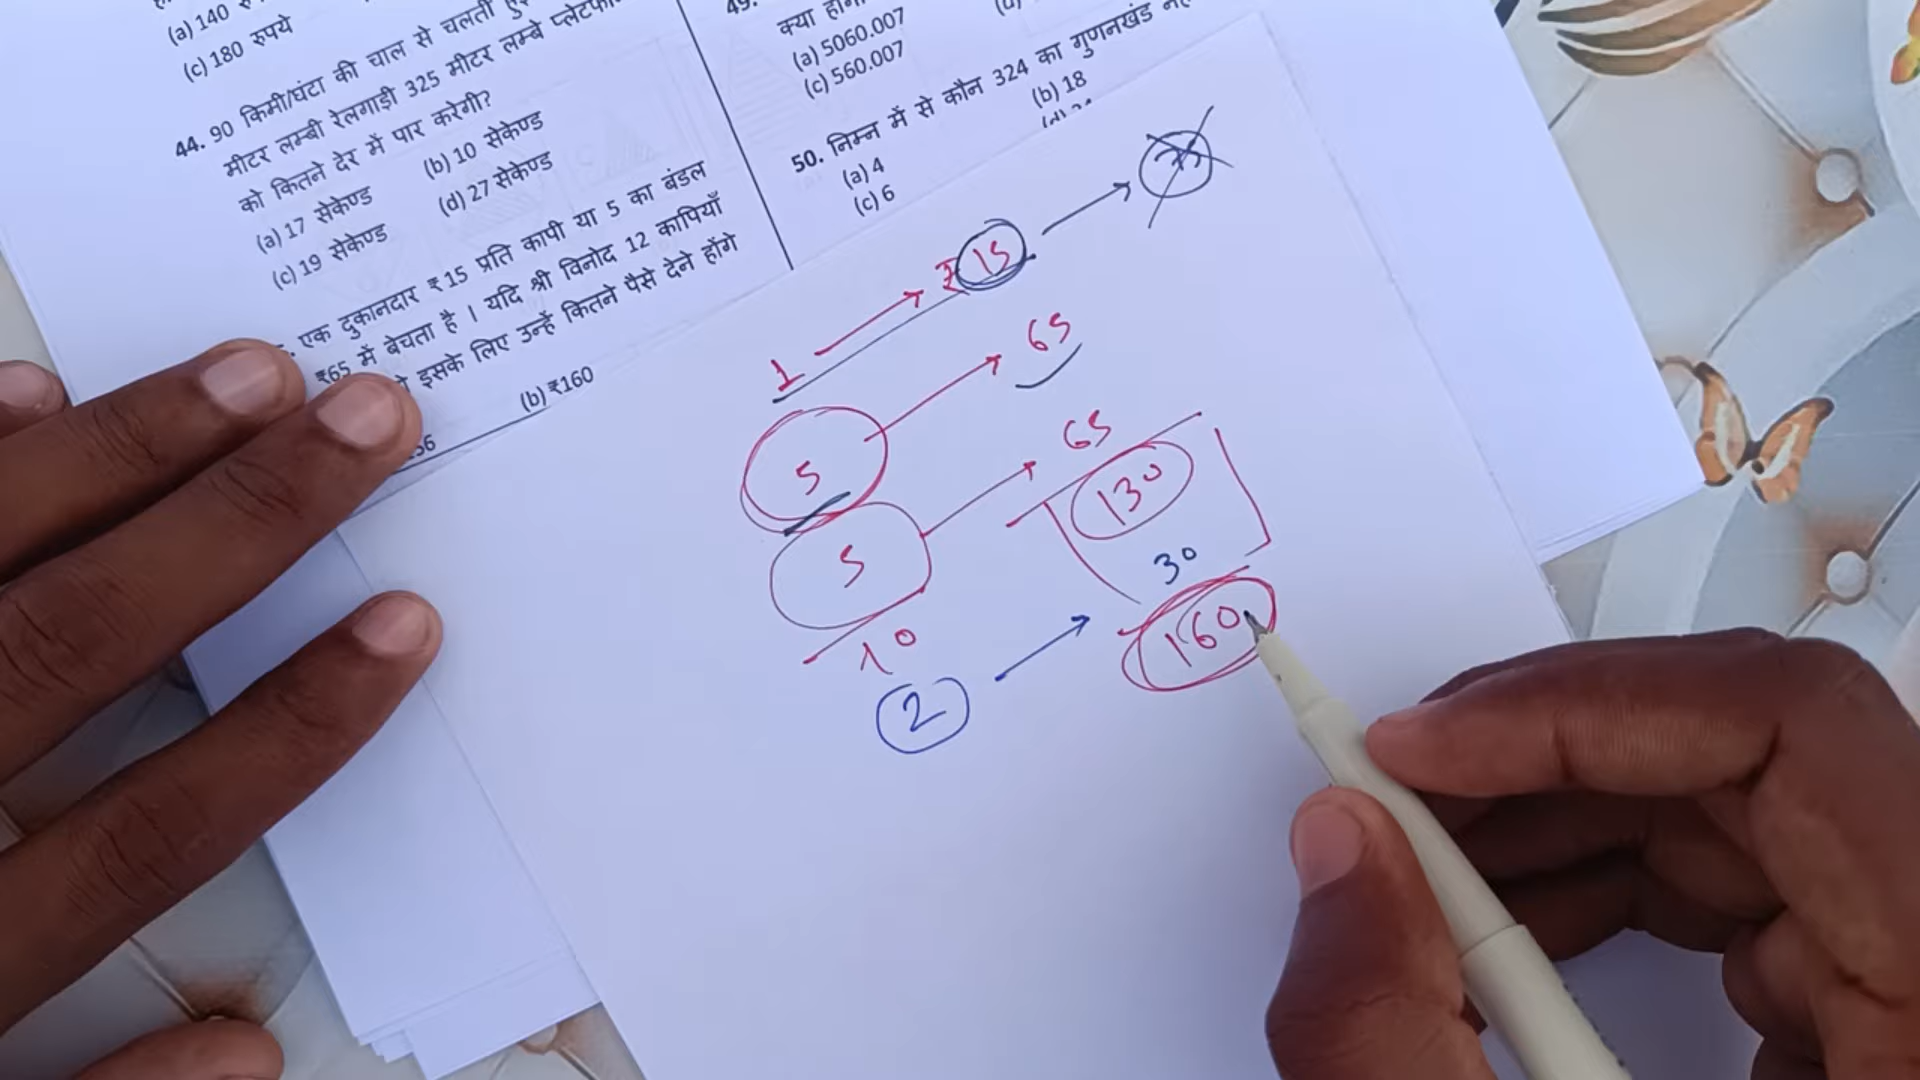 (a) 140
(c) 180 रुपये
44. 90 किमी/घंटा की चाल से चलती
मीटर लम्बी रेलगाड़ी 325 मीटर लम्बे
को कितने देर में पार करेगी?
(a) 17 सेकेण्ड (b) 10 सेकेण्ड
(c) 19 सेकेण्ड (d) 27 सेकेण्ड
एक दुकानदार ₹15 प्रति कापी या 5 का बंडल
₹65 में बेचता है । यदि श्री विनोद 12 कापियाँ
इसके लिए उन्हें कितने पैसे देने होंगे
(b) ₹160
56
49.
क्या
(a) 5060.007
(c) 560.007
50. निम्न में से कौन 324 का गुणनखंड
(a) 4 (b) 18
(c) 6
1 → ₹15 →
5 → 65
5 → 65
10 130
30
2 → 160